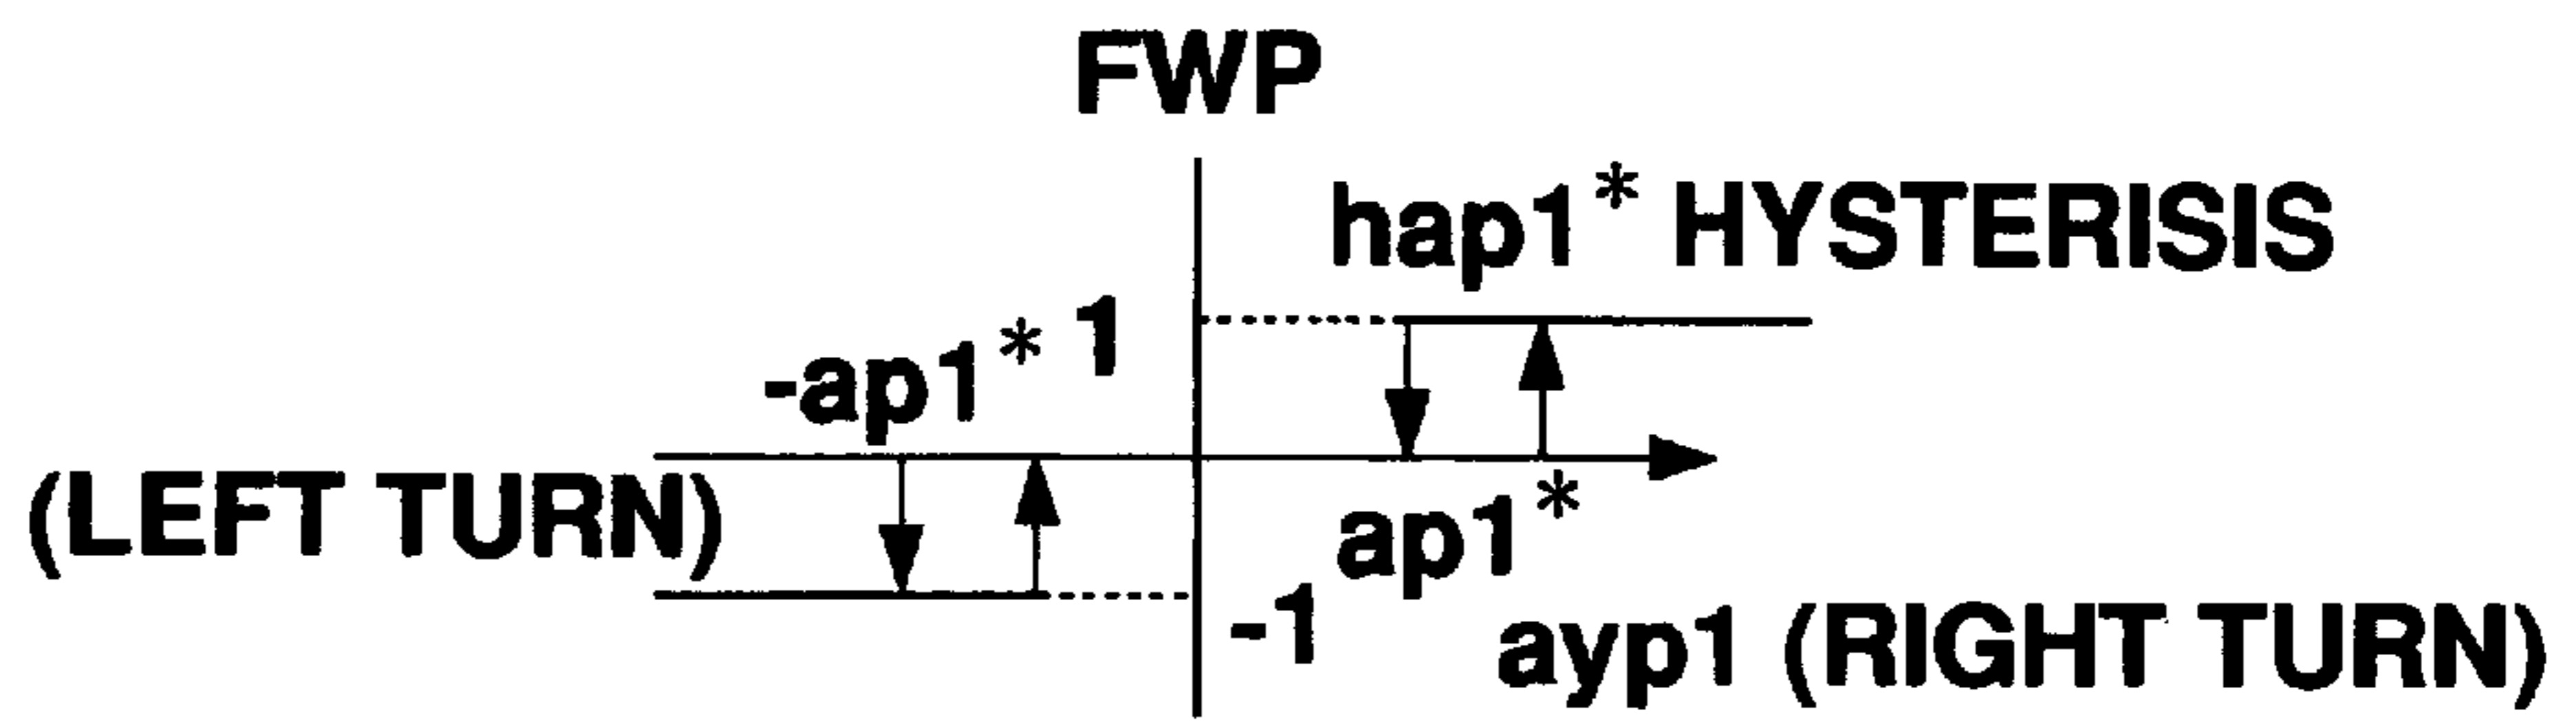 FWP
hap1* HYSTERISIS
-ap1* 1
(LEFT TURN)
ap1*
-1
ayp1 (RIGHT TURN)